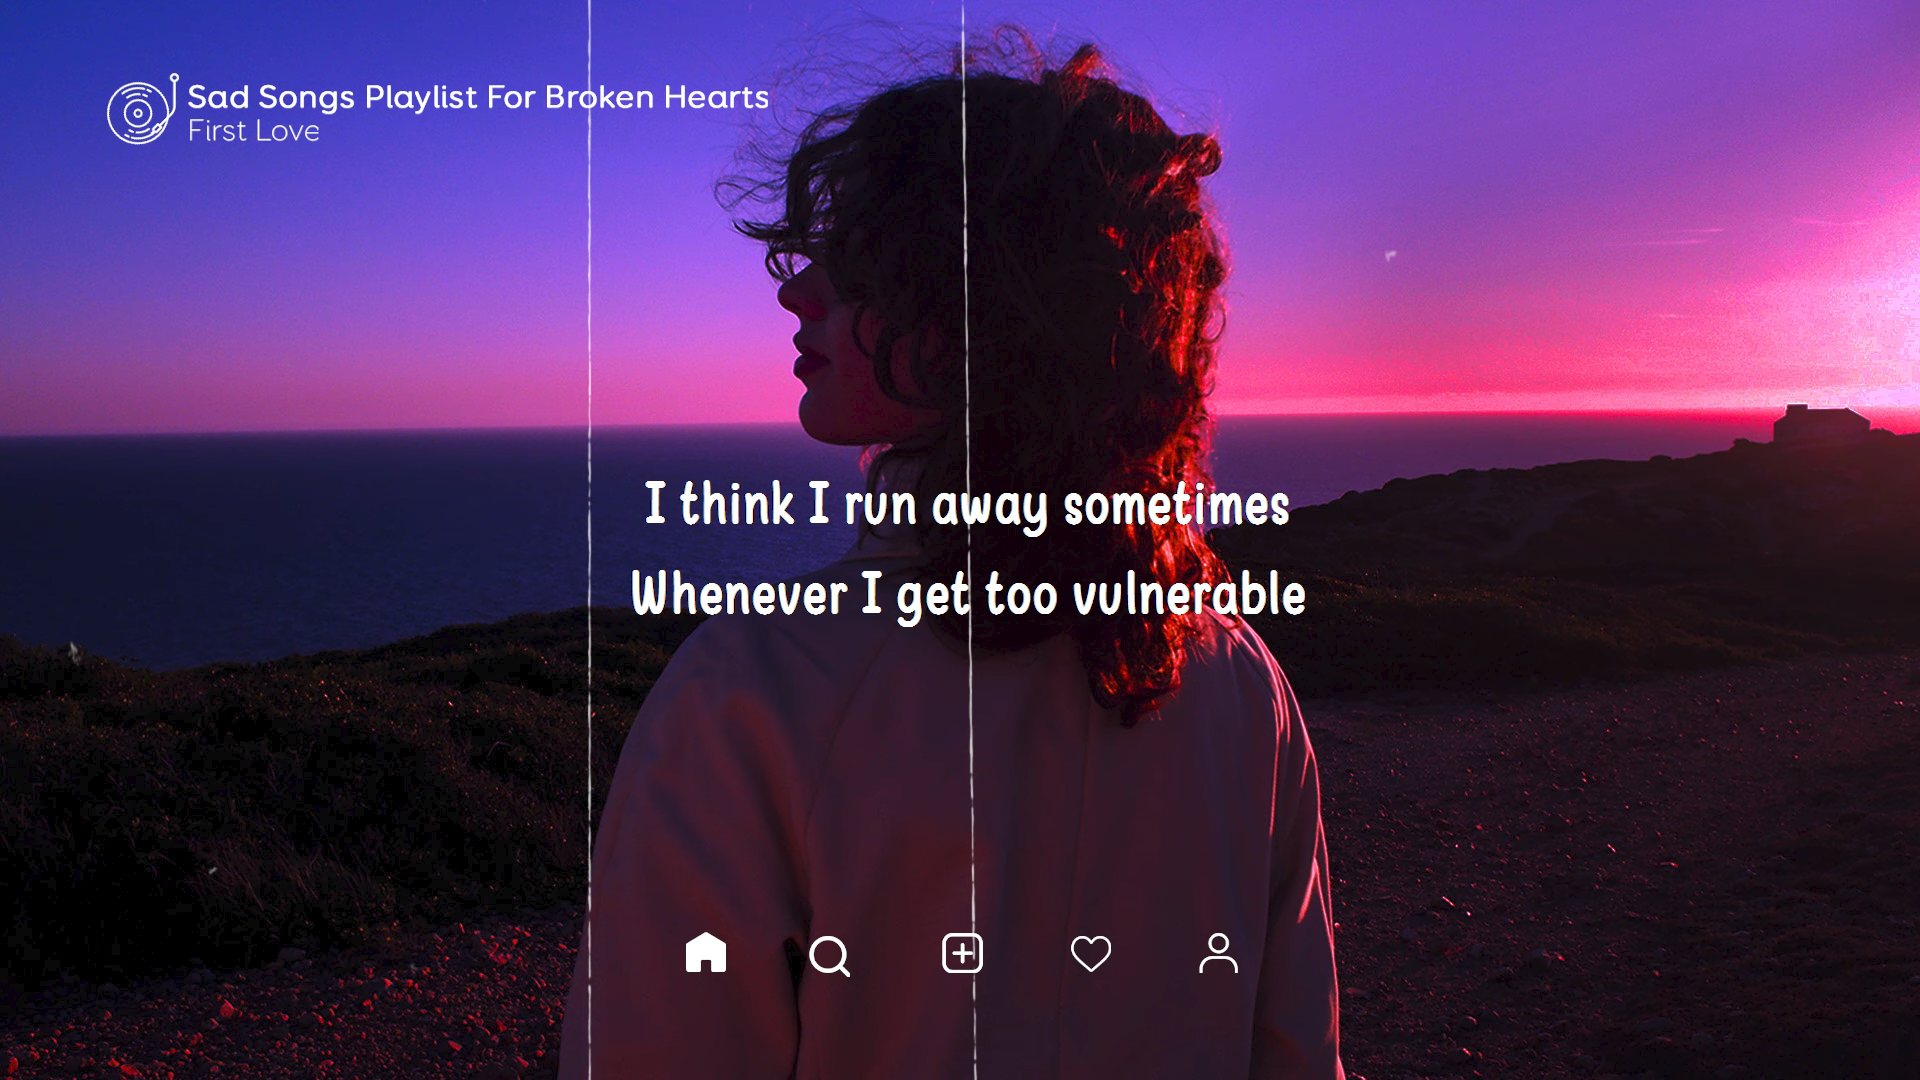 Sad Songs Playlist For Broken Hearts
First Love
I think I run away sometimes
Whenever I get too vulnerable